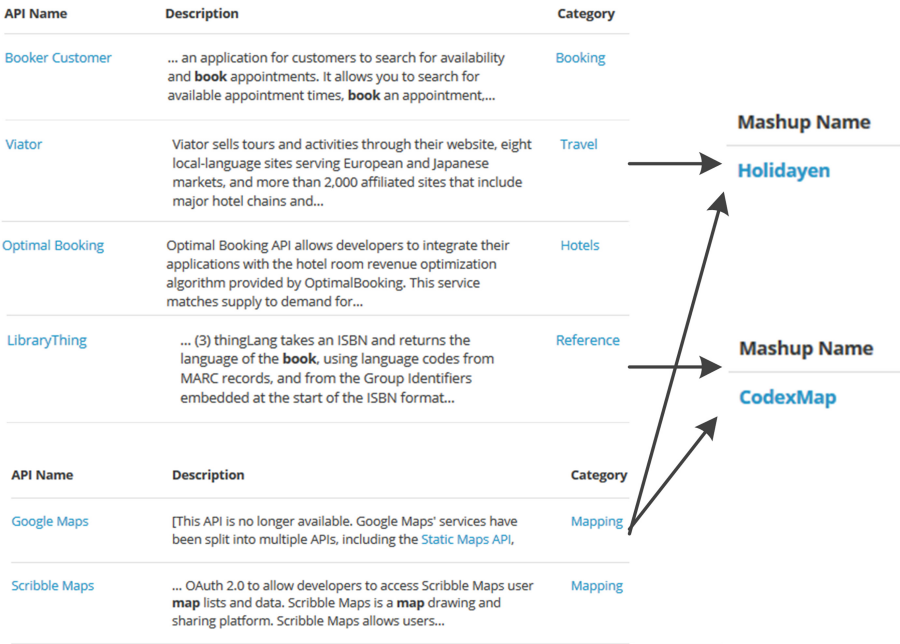 API Name Description Category
Booker Customer ... an application for customers to search for availability Booking
and book appointments. It allows you to search for
available appointment times, book an appointment,...
Viator Viator sells tours and activities through their website, eight Travel
local-language sites serving European and Japanese
markets, and more than 2,000 affiliated sites that include
major hotel chains and...
Optimal Booking Optimal Booking API allows developers to integrate their Hotels
applications with the hotel room revenue optimization
algorithm provided by OptimalBooking. This service
matches supply to demand for...
LibraryThing ... (3) thingLang takes an ISBN and returns the Reference
language of the book, using language codes from
MARC records, and from the Group Identifiers
embedded at the start of the ISBN format...
API Name Description Category
Google Maps [This API is no longer available. Google Maps' services have Mapping
been split into multiple APIs, including the Static Maps API,
Scribble Maps ... OAuth 2.0 to allow developers to access Scribble Maps user Mapping
map lists and data. Scribble Maps is a map drawing and
sharing platform. Scribble Maps allows users...
Mashup Name
Holidayen
Mashup Name
CodexMap